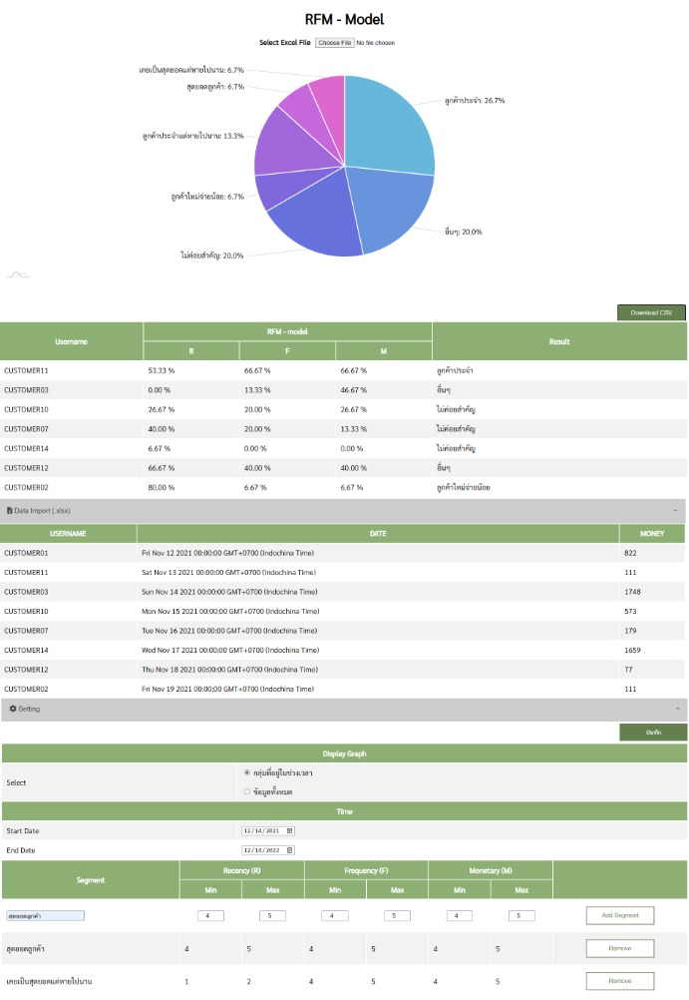 RFM - Model
Select Excel File Choose File No file chosen
เคยเป็นสุดยอดแต่หายไปนาน: 6.7%
สุดยอดลูกค้า: 6.7%
ลูกค้าประจำ: 26.7%
ลูกค้าประจำแต่หายไปนาน: 13.3%
ลูกค้าใหม่จ่ายน้อย: 6.7%
อื่นๆ: 20.0%
ไม่ค่อยสำคัญ: 20.0%
Download CSV
Username RFM - model Result
R F M
CUSTOMER11 53.33 % 66.67 % 66.67 % ลูกค้าประจำ
CUSTOMER03 0.00 % 13.33 % 46.67 % อื่นๆ
CUSTOMER10 26.67 % 20.00 % 26.67 % ไม่ค่อยสำคัญ
CUSTOMER07 40.00 % 20.00 % 13.33 % ไม่ค่อยสำคัญ
CUSTOMER14 6.67 % 0.00 % 0.00 % ไม่ค่อยสำคัญ
CUSTOMER12 66.67 % 40.00 % 40.00 % อื่นๆ
CUSTOMER02 80.00 % 6.67 % 6.67 % ลูกค้าใหม่จ่ายน้อย
Data Import (.xlsx) −
USERNAME DATE MONEY
CUSTOMER01 Fri Nov 12 2021 00:00:00 GMT+0700 (Indochina Time) 822
CUSTOMER11 Sat Nov 13 2021 00:00:00 GMT+0700 (Indochina Time) 111
CUSTOMER03 Sun Nov 14 2021 00:00:00 GMT+0700 (Indochina Time) 1748
CUSTOMER10 Mon Nov 15 2021 00:00:00 GMT+0700 (Indochina Time) 573
CUSTOMER07 Tue Nov 16 2021 00:00:00 GMT+0700 (Indochina Time) 179
CUSTOMER14 Wed Nov 17 2021 00:00:00 GMT+0700 (Indochina Time) 1659
CUSTOMER12 Thu Nov 18 2021 00:00:00 GMT+0700 (Indochina Time) 77
CUSTOMER02 Fri Nov 19 2021 00:00:00 GMT+0700 (Indochina Time) 111
Setting −
บันทึก
Display Graph
Select กลุ่มที่อยู่ในช่วงเวลา
ข้อมูลทั้งหมด
Time
Start Date 12/14/2021
End Date 12/14/2022
Segment Recency (R) Frequency (F) Monetary (M)
Min Max Min Max Min Max
สุดยอดลูกค้า 4 5 4 5 4 5 Add Segment
สุดยอดลูกค้า 4 5 4 5 4 5 Remove
เคยเป็นสุดยอดแต่หายไปนาน 1 2 4 5 4 5 Remove